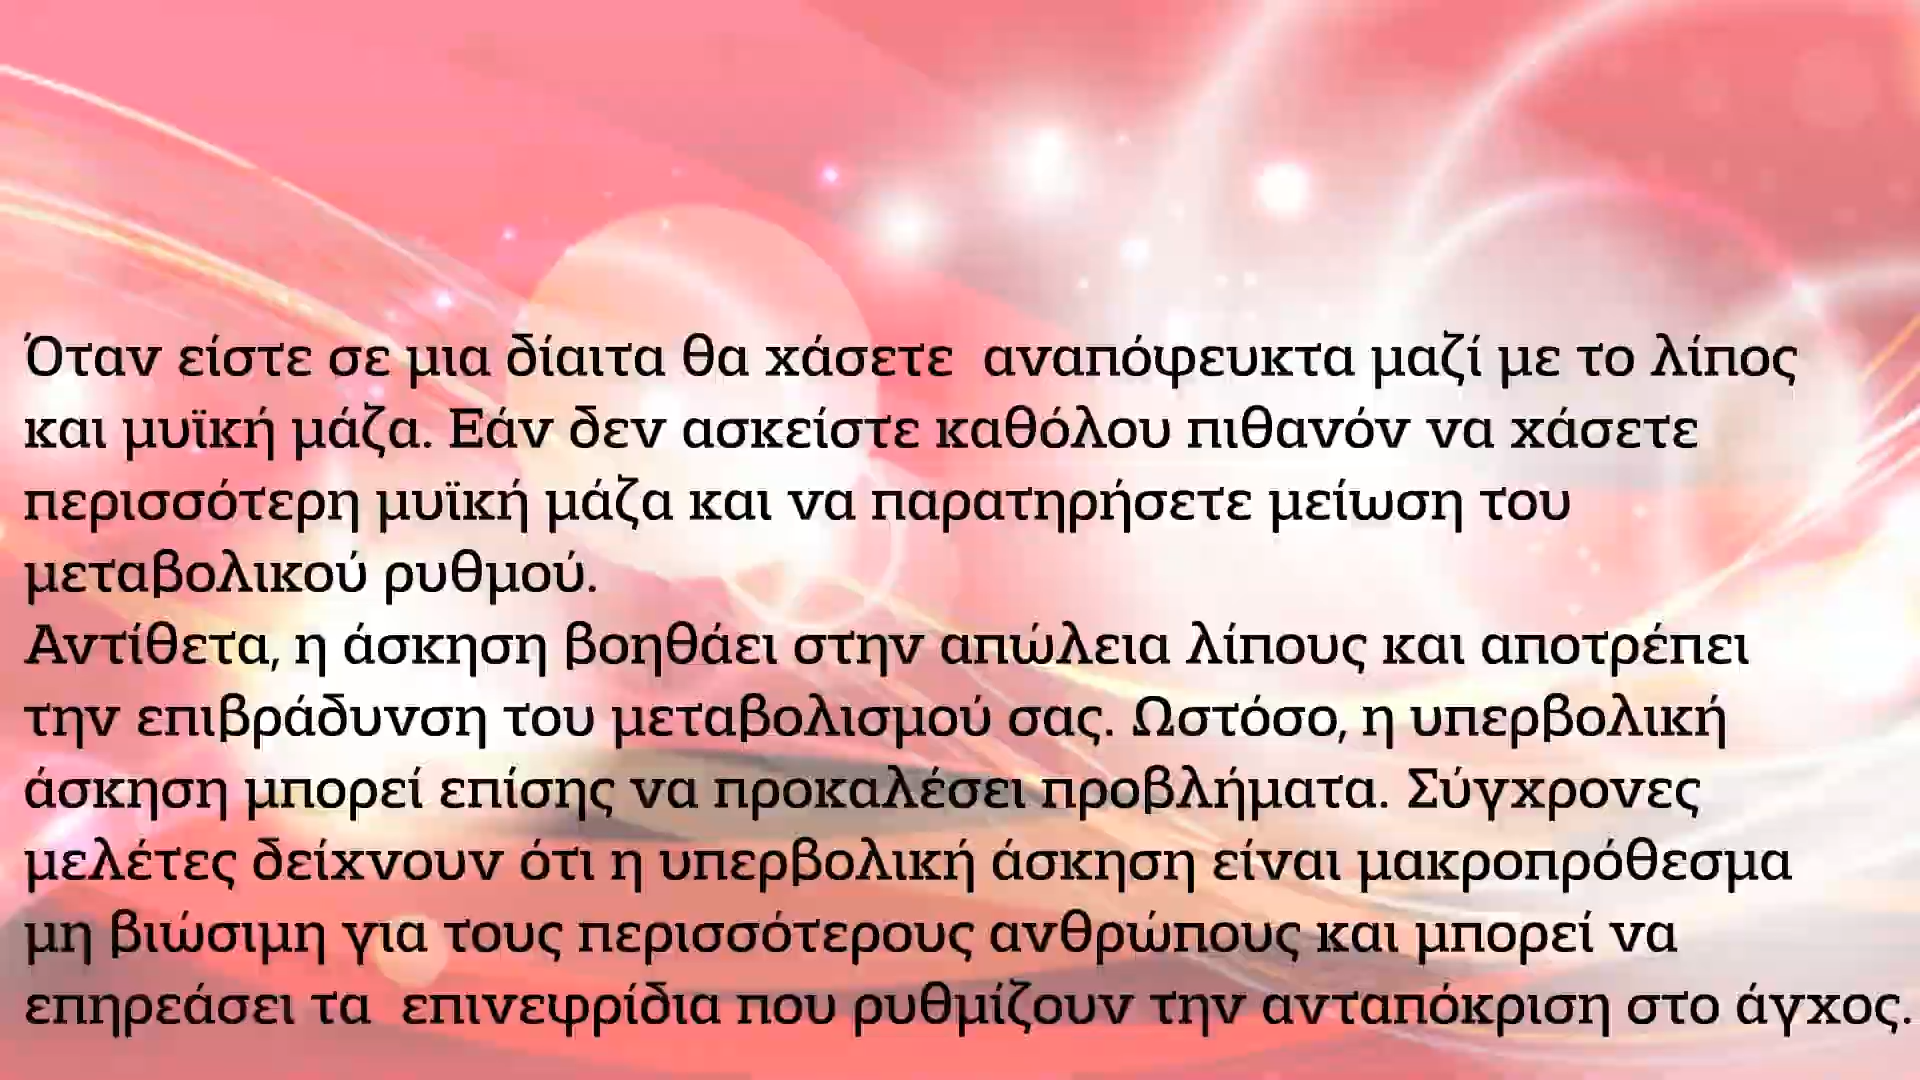 Όταν είστε σε μια δίαιτα θα χάσετε  αναπόφευκτα μαζί με το λίπος
και μυϊκή μάζα. Εάν δεν ασκείστε καθόλου πιθανόν να χάσετε
περισσότερη μυϊκή μάζα και να παρατηρήσετε μείωση του
μεταβολικού ρυθμού.
Αντίθετα, η άσκηση βοηθάει στην απώλεια λίπους και αποτρέπει
την επιβράδυνση του μεταβολισμού σας. Ωστόσο, η υπερβολική
άσκηση μπορεί επίσης να προκαλέσει προβλήματα. Σύγχρονες
μελέτες δείχνουν ότι η υπερβολική άσκηση είναι μακροπρόθεσμα
μη βιώσιμη για τους περισσότερους ανθρώπους και μπορεί να
επηρεάσει τα  επινεφρίδια που ρυθμίζουν την ανταπόκριση στο άγχος.